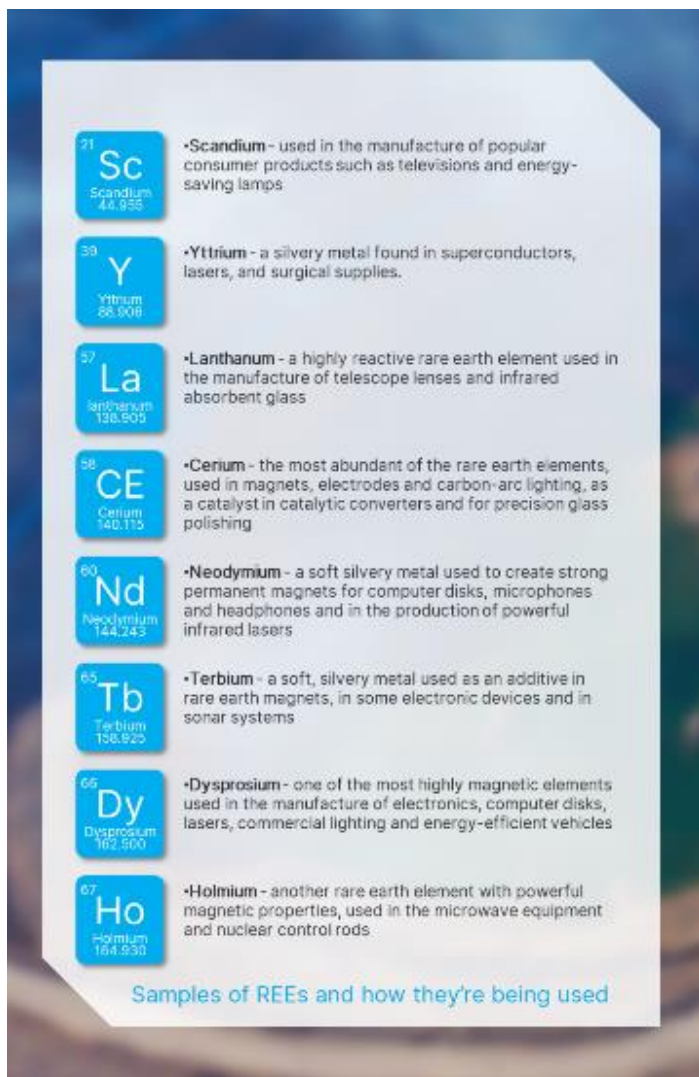 21
Sc
Scandium
44.955
•Scandium - used in the manufacture of popular
consumer products such as televisions and energy-
saving lamps
39
Y
Yttrium
88.906
•Yttrium - a silvery metal found in superconductors,
lasers, and surgical supplies.
57
La
lanthanum
138.905
•Lanthanum - a highly reactive rare earth element used in
the manufacture of telescope lenses and infrared
absorbent glass
58
CE
Cerium
140.115
•Cerium - the most abundant of the rare earth elements,
used in magnets, electrodes and carbon-arc lighting, as
a catalyst in catalytic converters and for precision glass
polishing
60
Nd
Neodymium
144.243
•Neodymium - a soft silvery metal used to create strong
permanent magnets for computer disks, microphones
and headphones and in the production of powerful
infrared lasers
65
Tb
Terbium
158.925
•Terbium - a soft, silvery metal used as an additive in
rare earth magnets, in some electronic devices and in
sonar systems
66
Dy
Dysprosium
162.500
•Dysprosium - one of the most highly magnetic elements
used in the manufacture of electronics, computer disks,
lasers, commercial lighting and energy-efficient vehicles
67
Ho
Holmium
164.930
•Holmium - another rare earth element with powerful
magnetic properties, used in the microwave equipment
and nuclear control rods
Samples of REEs and how they're being used